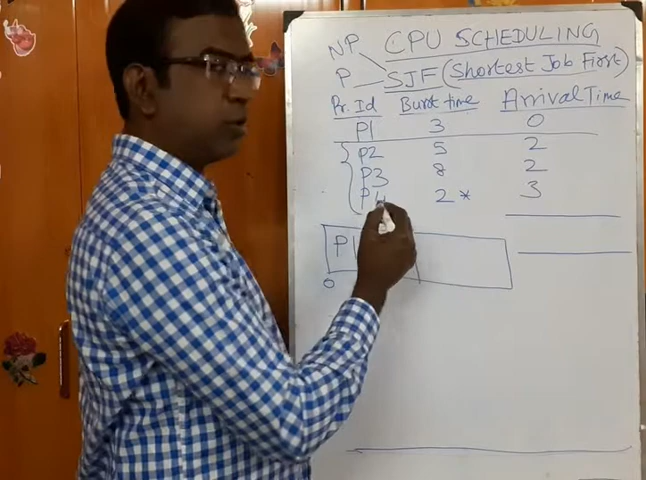 CPU SCHEDULING
NP
P SJF (Shortest Job First)
Pr. Id Burst time Arrival Time
P1 3 0
P2 5 2
P3 8 2
P4 2* 3
P1
0